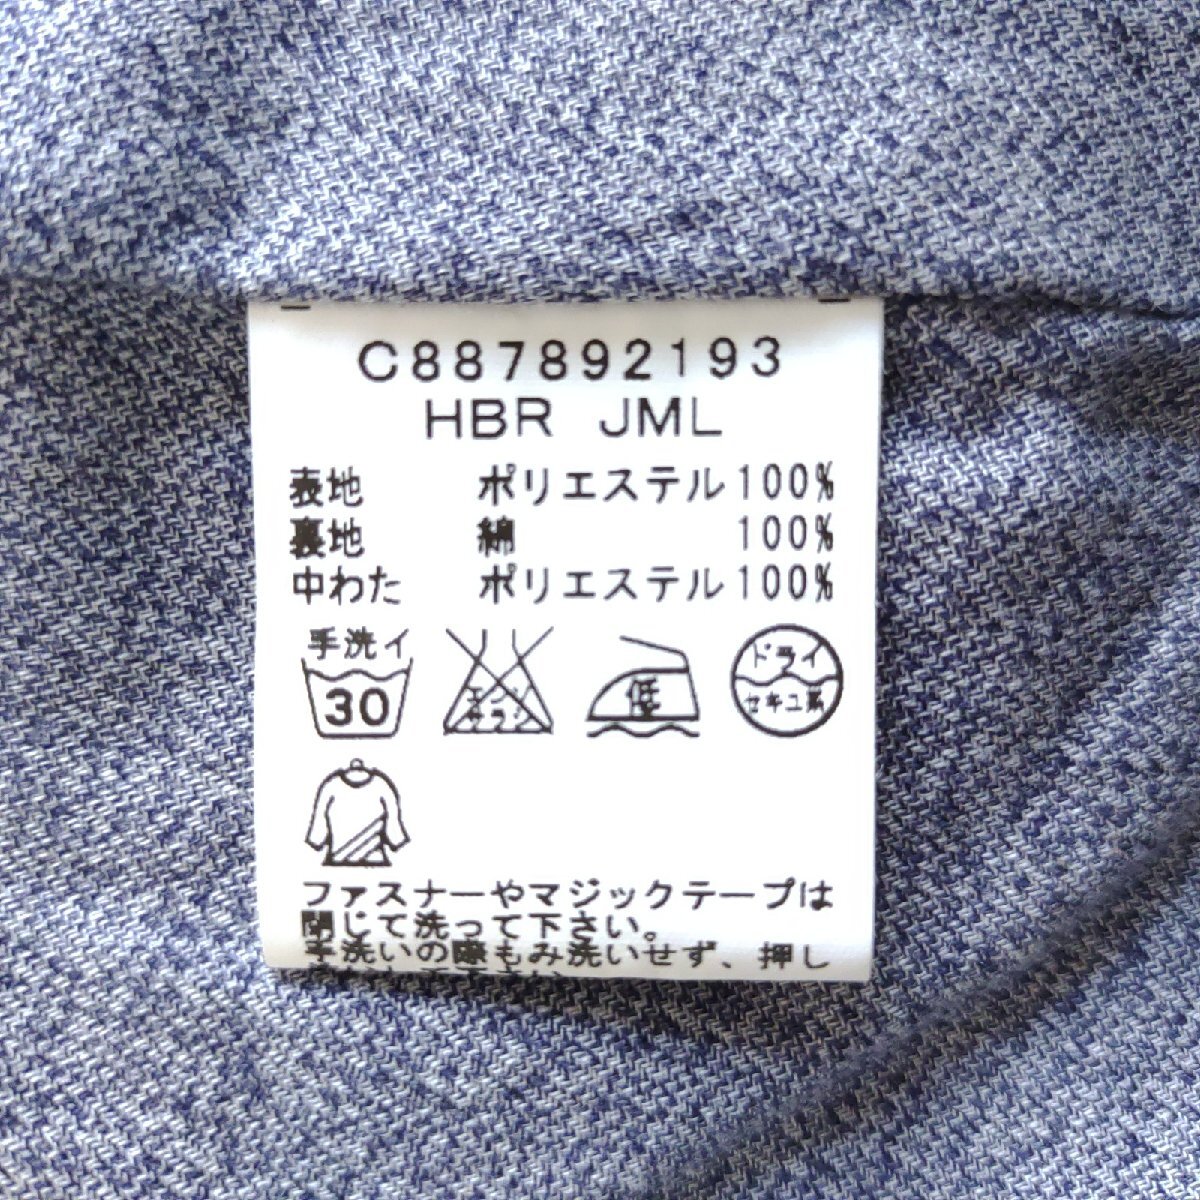 C887892193
HBR JML
表地 ポリエステル100%
裏地 綿 100%
中わた ポリエステル100%
手洗イ
30
エンソ
サラシ
低
ドライ
セキユ系
ファスナーやマジックテープは
閉じて洗って下さい。
手洗いの際もみ洗いせず、押し